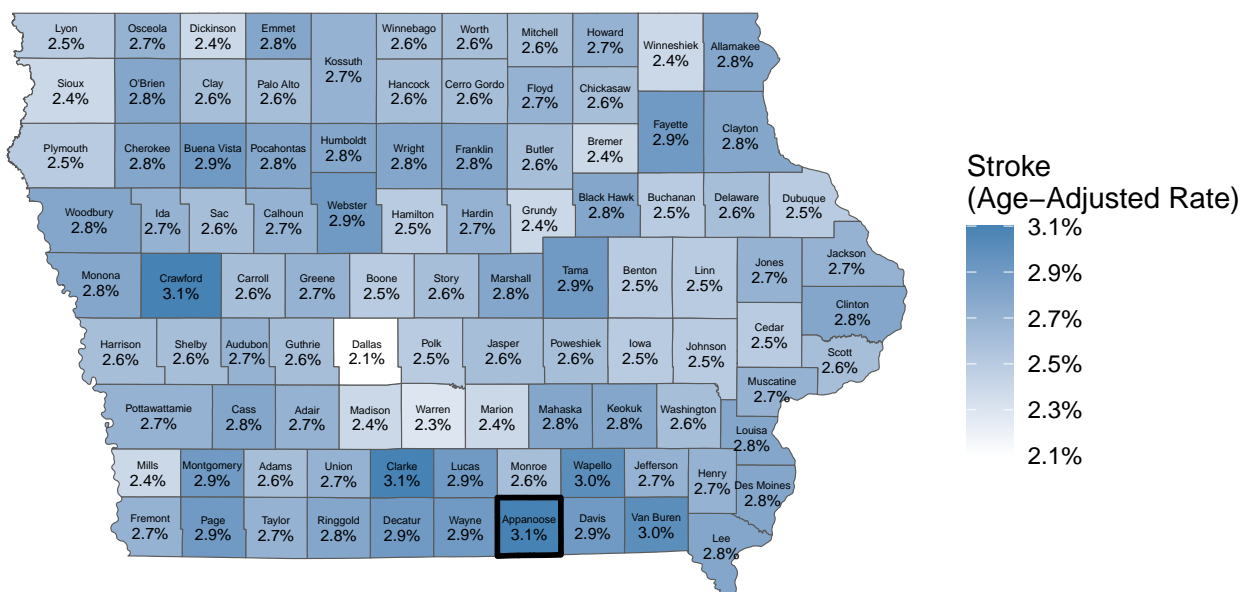 Lyon
2.5%
Osceola
2.7%
Dickinson
2.4%
Emmet
2.8%
Kossuth
2.7%
Winnebago
2.6%
Worth
2.6%
Mitchell
2.6%
Howard
2.7%
Winneshiek
2.4%
Allamakee
2.8%
Sioux
2.4%
O'Brien
2.8%
Clay
2.6%
Palo Alto
2.6%
Hancock
2.6%
Cerro Gordo
2.6%
Floyd
2.7%
Chickasaw
2.6%
Fayette
2.9%
Clayton
2.8%
Plymouth
2.5%
Cherokee
2.8%
Buena Vista
2.9%
Pocahontas
2.8%
Humboldt
2.8%
Wright
2.8%
Franklin
2.8%
Butler
2.6%
Bremer
2.4%
Woodbury
2.8%
Ida
2.7%
Sac
2.6%
Calhoun
2.7%
Webster
2.9%
Hamilton
2.5%
Hardin
2.7%
Grundy
2.4%
Black Hawk
2.8%
Buchanan
2.5%
Delaware
2.6%
Dubuque
2.5%
Monona
2.8%
Crawford
3.1%
Carroll
2.6%
Greene
2.7%
Boone
2.5%
Story
2.6%
Marshall
2.8%
Tama
2.9%
Benton
2.5%
Linn
2.5%
Jones
2.7%
Jackson
2.7%
Clinton
2.8%
Harrison
2.6%
Shelby
2.6%
Audubon
2.7%
Guthrie
2.6%
Dallas
2.1%
Polk
2.5%
Jasper
2.6%
Poweshiek
2.6%
Iowa
2.5%
Johnson
2.5%
Cedar
2.5%
Scott
2.6%
Muscatine
2.7%
Pottawattamie
2.7%
Cass
2.8%
Adair
2.7%
Madison
2.4%
Warren
2.3%
Marion
2.4%
Mahaska
2.8%
Keokuk
2.8%
Washington
2.6%
Louisa
2.8%
Mills
2.4%
Montgomery
2.9%
Adams
2.6%
Union
2.7%
Clarke
3.1%
Lucas
2.9%
Monroe
2.6%
Wapello
3.0%
Jefferson
2.7%
Henry
2.7%
Des Moines
2.8%
Fremont
2.7%
Page
2.9%
Taylor
2.7%
Ringgold
2.8%
Decatur
2.9%
Wayne
2.9%
Appanoose
3.1%
Davis
2.9%
Van Buren
3.0%
Lee
2.8%
Stroke
(Age−Adjusted Rate)
3.1%
2.9%
2.7%
2.5%
2.3%
2.1%